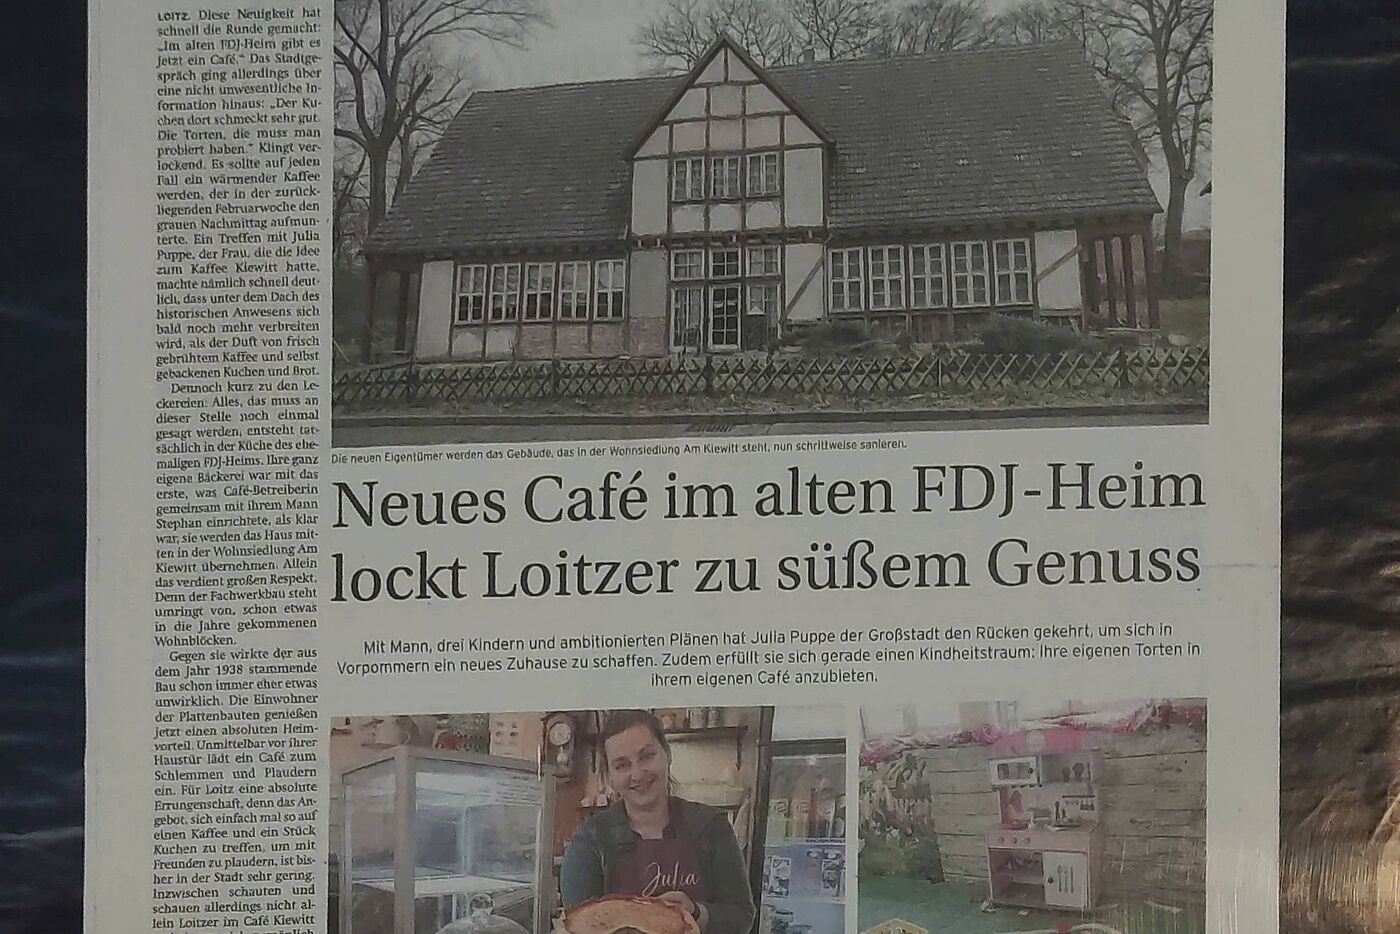 LOITZ. Diese Neuigkeit hat
schnell die Runde gemacht:
„Im alten FDJ-Heim gibt es
jetzt ein Café.“ Das Stadtge-
spräch ging allerdings über
eine nicht unwesentliche In-
formation hinaus: „Der Ku-
chen dort schmeckt sehr gut.
Die Torten, die muss man
probiert haben.“ Klingt ver-
lockend. Es sollte auf jeden
Fall ein wärmender Kaffee
werden, der in der zurück-
liegenden Februarwoche den
grauen Nachmittag aufmun-
terte. Ein Treffen mit Julia
Puppe, der Frau, die die Idee
zum Kaffee Kiewitt hatte,
machte nämlich schnell deut-
lich, dass unter dem Dach des
historischen Anwesens sich
bald noch mehr verbreiten
wird, als der Duft von frisch
gebrühtem Kaffee und selbst
gebackenen Kuchen und Brot.
Dennoch kurz zu den Le-
ckereien: Alles, das muss an
dieser Stelle noch einmal
gesagt werden, entsteht tat-
sächlich in der Küche des ehe-
maligen FDJ-Heims. Ihre ganz
eigene Bäckerei war mit das
erste, was Café-Betreiberin
gemeinsam mit ihrem Mann
Stephan einrichtete, als klar
war, sie werden das Haus mit-
ten in der Wohnsiedlung Am
Kiewitt übernehmen. Allein
das verdient großen Respekt.
Denn der Fachwerkbau steht
umringt von, schon etwas
in die Jahre gekommenen
Wohnblöcken.
Gegen sie wirkte der aus
dem Jahr 1938 stammende
Bau schon immer eher etwas
unwirklich. Die Einwohner
der Plattenbauten genießen
jetzt einen absoluten Heim-
vorteil. Unmittelbar vor ihrer
Haustür lädt ein Café zum
Schlemmen und Plaudern
ein. Für Loitz eine absolute
Errungenschaft, denn das An-
gebot, sich einfach mal so auf
einen Kaffee und ein Stück
Kuchen zu treffen, um mit
Freunden zu plaudern, ist bis-
her in der Stadt sehr gering.
Inzwischen schauten und
schauen allerdings nicht al-
lein Loitzer im Café Kiewitt
Die neuen Eigentümer werden das Gebäude, das in der Wohnsiedlung Am Kiewitt steht, nun schrittweise sanieren.
Neues Café im alten FDJ-Heim
lockt Loitzer zu süßem Genuss
Mit Mann, drei Kindern und ambitionierten Plänen hat Julia Puppe der Großstadt den Rücken gekehrt, um sich in
Vorpommern ein neues Zuhause zu schaffen. Zudem erfüllt sie sich gerade einen Kindheitstraum: Ihre eigenen Torten in
ihrem eigenen Café anzubieten.
Julia